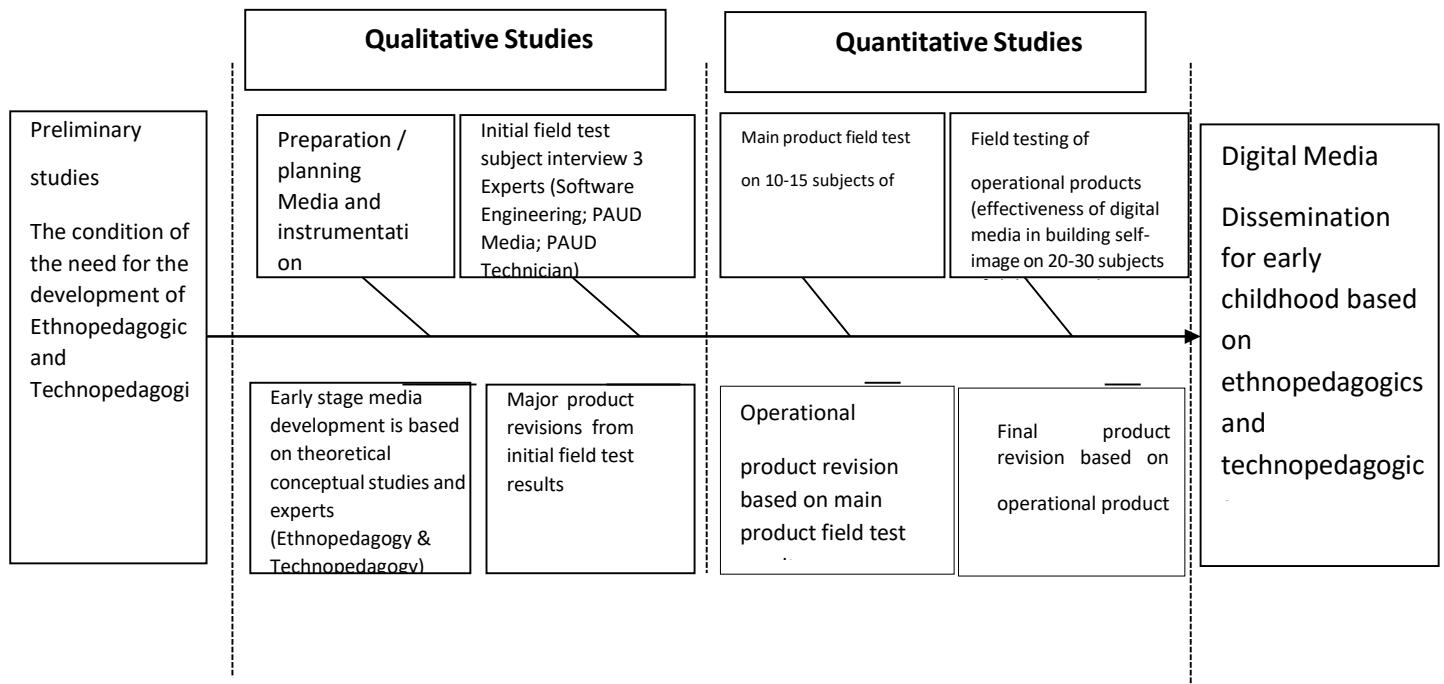 Qualitative Studies
Quantitative Studies
Preliminary
studies
The condition of
the need for the
development of
Ethnopedagogic
and
Technopedagogi
Preparation /
planning
Media and
instrumentati
on
Initial field test
subject interview 3
Experts (Software
Engineering; PAUD
Media; PAUD
Technician)
Main product field test
on 10-15 subjects of
Field testing of
operational products
(effectiveness of digital
media in building self-
image on 20-30 subjects
Early stage media
development is based
on theoretical
conceptual studies and
experts
(Ethnopedagogy &
Technopedagogy)
Major product
revisions from
initial field test
results
Operational
product revision
based on main
product field test
Final product
revision based on
operational product
Digital Media
Dissemination
for early
childhood based
on
ethnopedagogics
and
technopedagogic